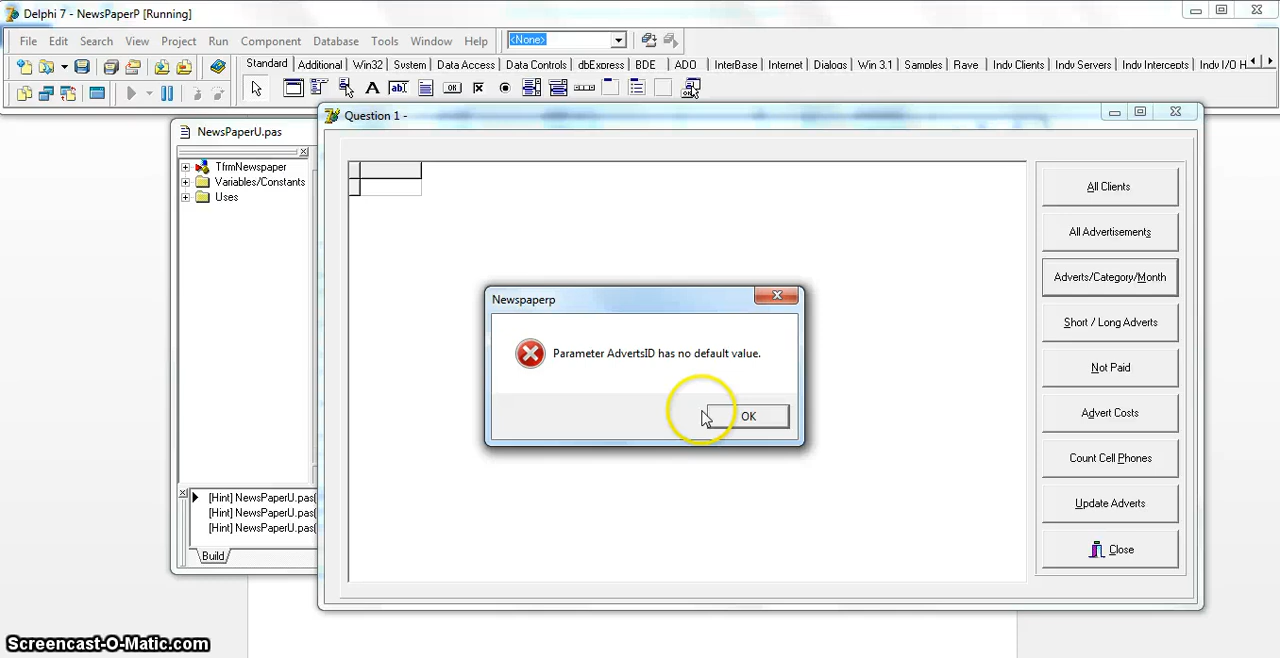 Delphi 7 - NewsPaperP [Running]
File Edit Search View Project Run Component Database Tools Window Help <None>
Standard Additional Win32 System Data Access Data Controls dbExpress BDE ADO InterBase Internet Dialogs Win 3.1 Samples Rave Indy Clients Indy Servers Indy Intercepts Indy I/O H
NewsPaperU.pas
TfrmNewspaper
Variables/Constants
Uses
Question 1 -
All Clients
All Advertisements
Adverts/Category/Month
Short / Long Adverts
Not Paid
Advert Costs
Count Cell Phones
Update Adverts
Close
Newspaperp
Parameter AdvertsID has no default value.
OK
[Hint] NewsPaperU.pas(
[Hint] NewsPaperU.pas(
[Hint] NewsPaperU.pas(
Build
Screencast-O-Matic.com